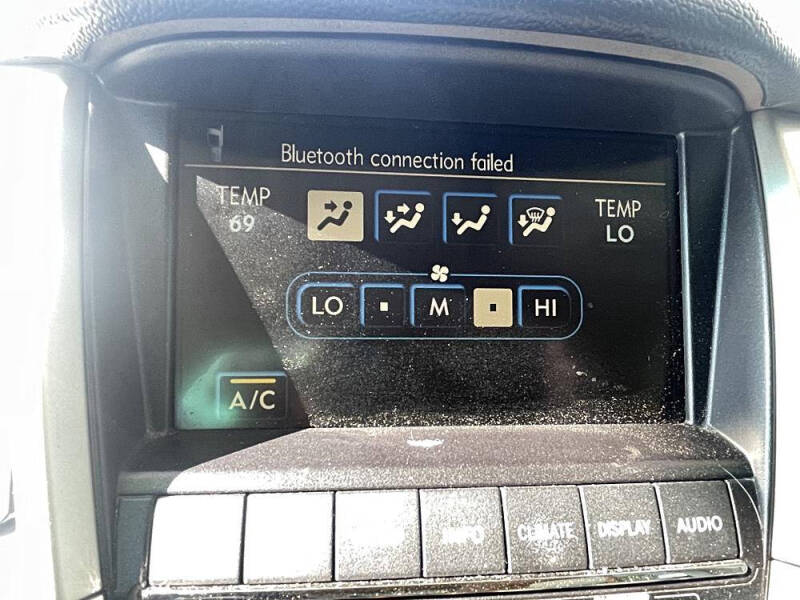 Bluetooth connection failed
TEMP
69
TEMP
LO
LO M HI
A/C
INFO CLIMATE DISPLAY AUDIO